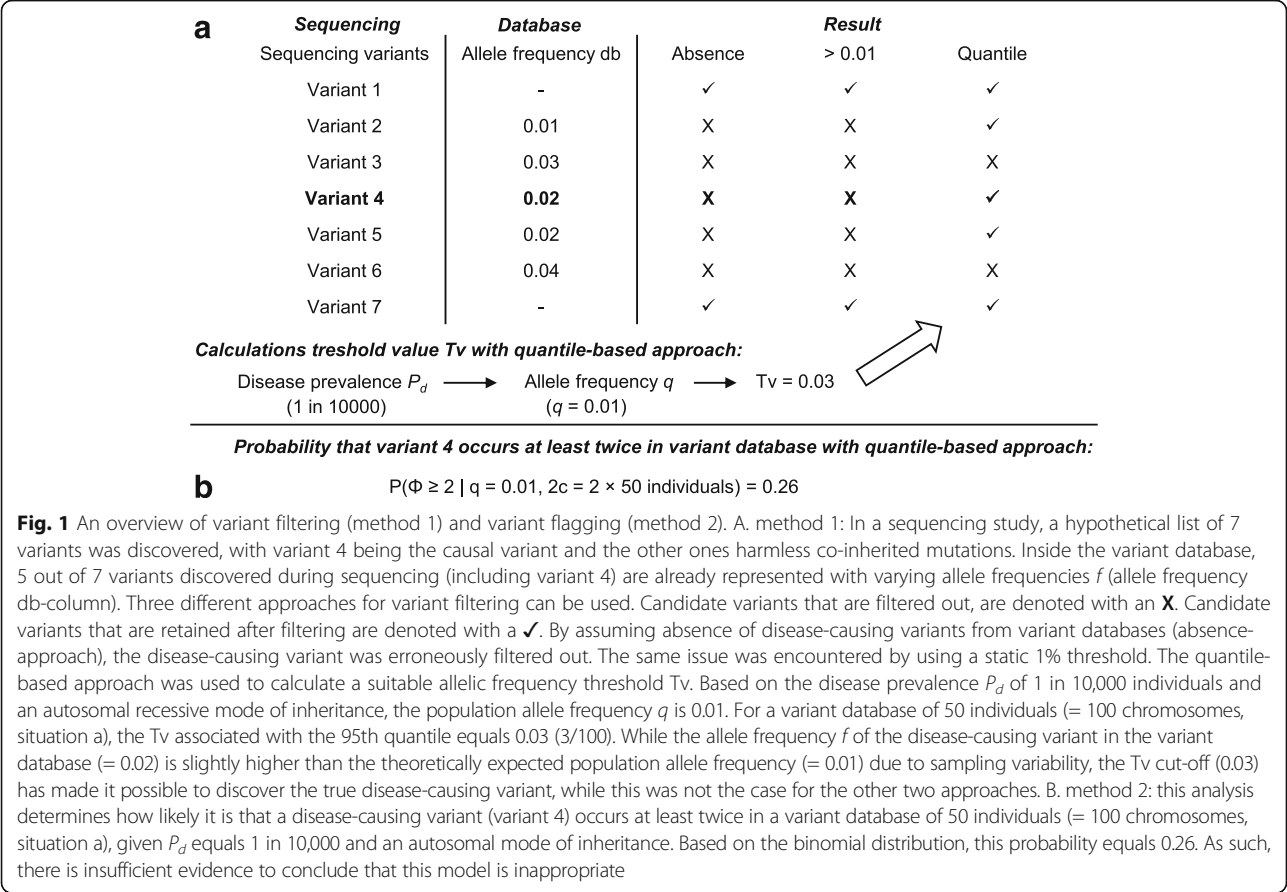 a Sequencing Database Result
Sequencing variants Allele frequency db Absence > 0.01 Quantile
Variant 1 - ✓ ✓ ✓
Variant 2 0.01 X X ✓
Variant 3 0.03 X X X
Variant 4 0.02 X X ✓
Variant 5 0.02 X X ✓
Variant 6 0.04 X X X
Variant 7 - ✓ ✓ ✓
Calculations treshold value Tv with quantile-based approach:
Disease prevalence Pd Allele frequency q Tv = 0.03
(1 in 10000) (q = 0.01)
Probability that variant 4 occurs at least twice in variant database with quantile-based approach:
b P(Φ ≥ 2 | q = 0.01, 2c = 2 × 50 individuals) = 0.26
Fig. 1 An overview of variant filtering (method 1) and variant flagging (method 2). A. method 1: In a sequencing study, a hypothetical list of 7
variants was discovered, with variant 4 being the causal variant and the other ones harmless co-inherited mutations. Inside the variant database,
5 out of 7 variants discovered during sequencing (including variant 4) are already represented with varying allele frequencies f (allele frequency
db-column). Three different approaches for variant filtering can be used. Candidate variants that are filtered out, are denoted with an X. Candidate
variants that are retained after filtering are denoted with a ✓. By assuming absence of disease-causing variants from variant databases (absence-
approach), the disease-causing variant was erroneously filtered out. The same issue was encountered by using a static 1% threshold. The quantile-
based approach was used to calculate a suitable allelic frequency threshold Tv. Based on the disease prevalence Pd of 1 in 10,000 individuals and
an autosomal recessive mode of inheritance, the population allele frequency q is 0.01. For a variant database of 50 individuals (= 100 chromosomes,
situation a), the Tv associated with the 95th quantile equals 0.03 (3/100). While the allele frequency f of the disease-causing variant in the variant
database (= 0.02) is slightly higher than the theoretically expected population allele frequency (= 0.01) due to sampling variability, the Tv cut-off (0.03)
has made it possible to discover the true disease-causing variant, while this was not the case for the other two approaches. B. method 2: this analysis
determines how likely it is that a disease-causing variant (variant 4) occurs at least twice in a variant database of 50 individuals (= 100 chromosomes,
situation a), given Pd equals 1 in 10,000 and an autosomal mode of inheritance. Based on the binomial distribution, this probability equals 0.26. As such,
there is insufficient evidence to conclude that this model is inappropriate